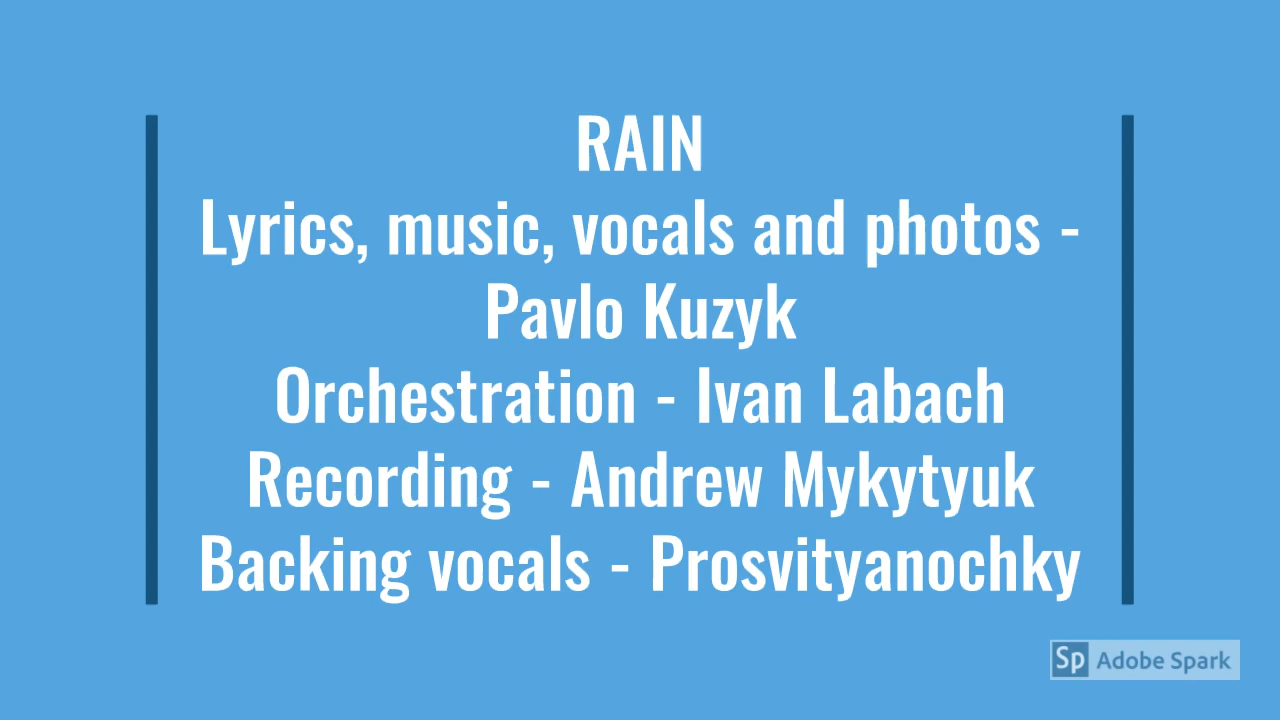 RAIN
Lyrics, music, vocals and photos -
Pavlo Kuzyk
Orchestration - Ivan Labach
Recording - Andrew Mykytyuk
Backing vocals - Prosvityanochky
Sp Adobe Spark